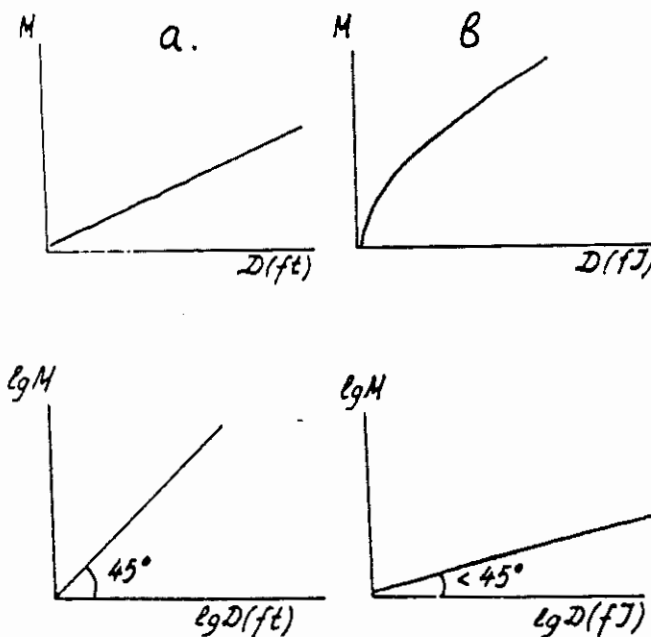 M a. M в
D(ft) D(fJ)
lgM lgM
45° < 45°
lgD(ft) lgD(fJ)